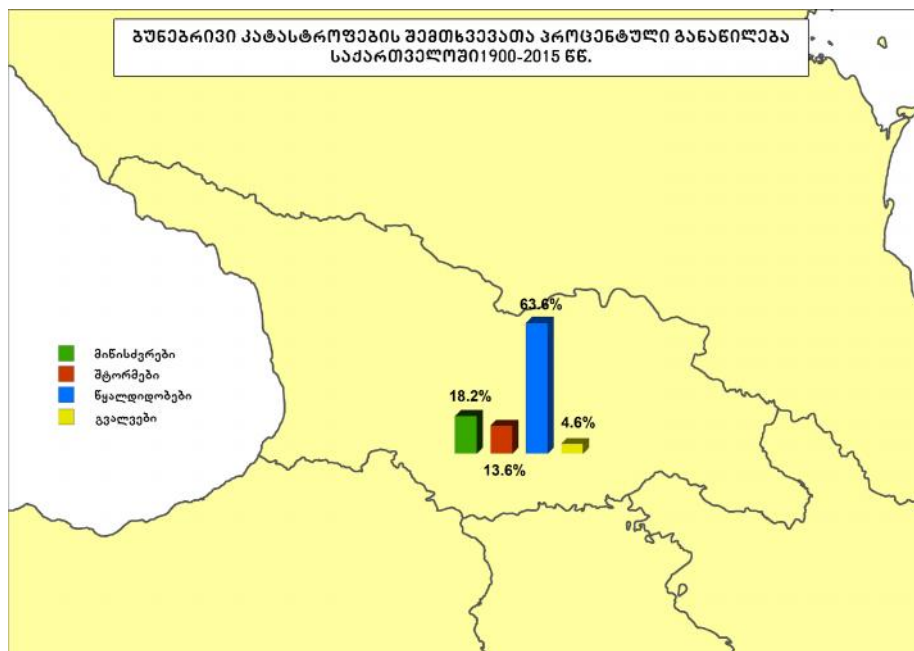 ბუნებრივი კატასტროფების შემთხვევათა პროცენტული განაწილება
საქართველოში1900-2015 წწ.
63.6%
მიწისძვრები
შტორმები
წყალდიდობები
გვალვები
18.2%
4.6%
13.6%